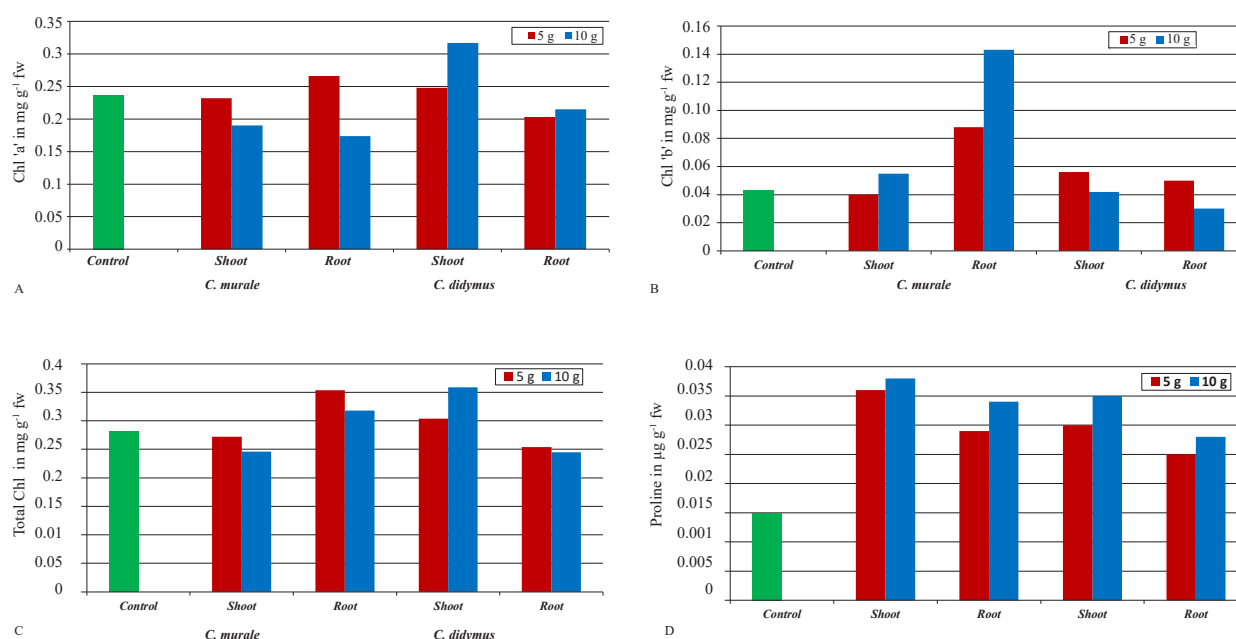 0.35
0.3
0.25
0.2
0.15
0.1
0.05
0
Chl 'a' in mg g-1 fw
5 g 10 g
Control Shoot Root Shoot Root
C. murale C. didymus
A
0.16
0.14
0.12
0.10
0.08
0.06
0.04
0.02
0
Chl 'b' in mg g-1 fw
5 g 10 g
Control Shoot Root Shoot Root
C. murale C. didymus
B
0.4
0.35
0.3
0.25
0.2
0.15
0.1
0.05
0
Total Chl in mg g-1 fw
5 g 10 g
Control Shoot Root Shoot Root
C. murale C. didymus
C
0.04
0.035
0.03
0.025
0.02
0.015
0.01
0.005
0
Proline in µg g-1 fw
5 g 10 g
Control Shoot Root Shoot Root
D